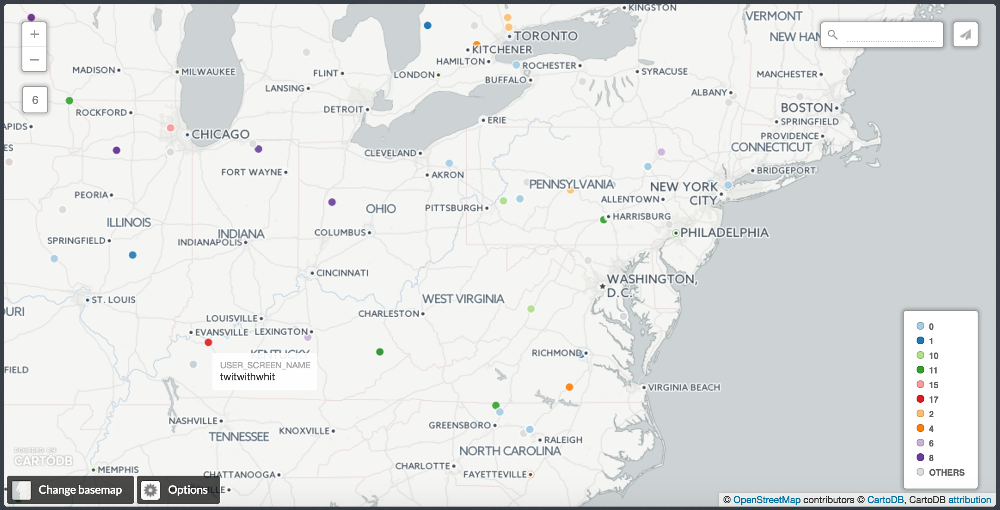 KINGSTON
VERMONT
+
TORONTO
NEW HAM
KITCHENER
−
HAMILTON
ROCHESTER
MADISON
MILWAUKEE
FLINT
LONDON
SYRACUSE
MANCHESTER
BUFFALO
LANSING
ALBANY
6
BOSTON
DETROIT
ROCKFORD
ERIE
SPRINGFIELD
APIDS
CHICAGO
PROVIDENCE
ES
CONNECTICUT
CLEVELAND
FORT WAYNE
AKRON
BRIDGEPORT
PENNSYLVANIA
NEW YORK
CITY
PEORIA
ALLENTOWN
OHIO
PITTSBURGH
HARRISBURG
ILLINOIS
INDIANA
COLUMBUS
PHILADELPHIA
SPRINGFIELD
INDIANAPOLIS
CINCINNATI
WASHINGTON,
D.C.
ST. LOUIS
WEST VIRGINIA
URI
CHARLESTON
LOUISVILLE
EVANSVILLE
LEXINGTON
RICHMOND
KENTUCKY
USER_SCREEN_NAME
twitwithwhit
FIELD
VIRGINIA BEACH
NASHVILLE
KNOXVILLE
GREENSBORO
TENNESSEE
RALEIGH
NORTH CAROLINA
POWERED BY
CARTODB
CHARLOTTE
MEMPHIS
CHATTANOOGA
FAYETTEVILLE
0
1
10
11
15
17
2
4
6
8
OTHERS
Change basemap
Options
LE
© OpenStreetMap contributors © CartoDB, CartoDB attribution